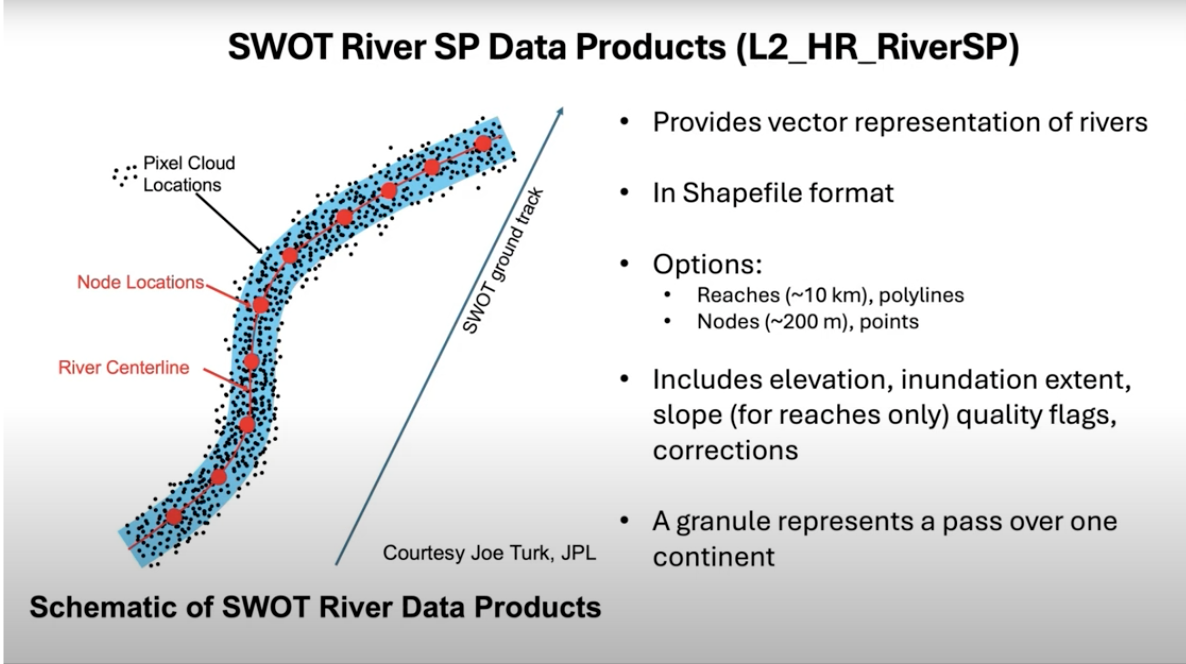 SWOT River SP Data Products (L2_HR_RiverSP)
Pixel Cloud
Locations
Node Locations
River Centerline
SWOT ground track
Courtesy Joe Turk, JPL
Schematic of SWOT River Data Products
• Provides vector representation of rivers
• In Shapefile format
• Options:
• Reaches (~10 km), polylines
• Nodes (~200 m), points
• Includes elevation, inundation extent,
slope (for reaches only) quality flags,
corrections
• A granule represents a pass over one
continent